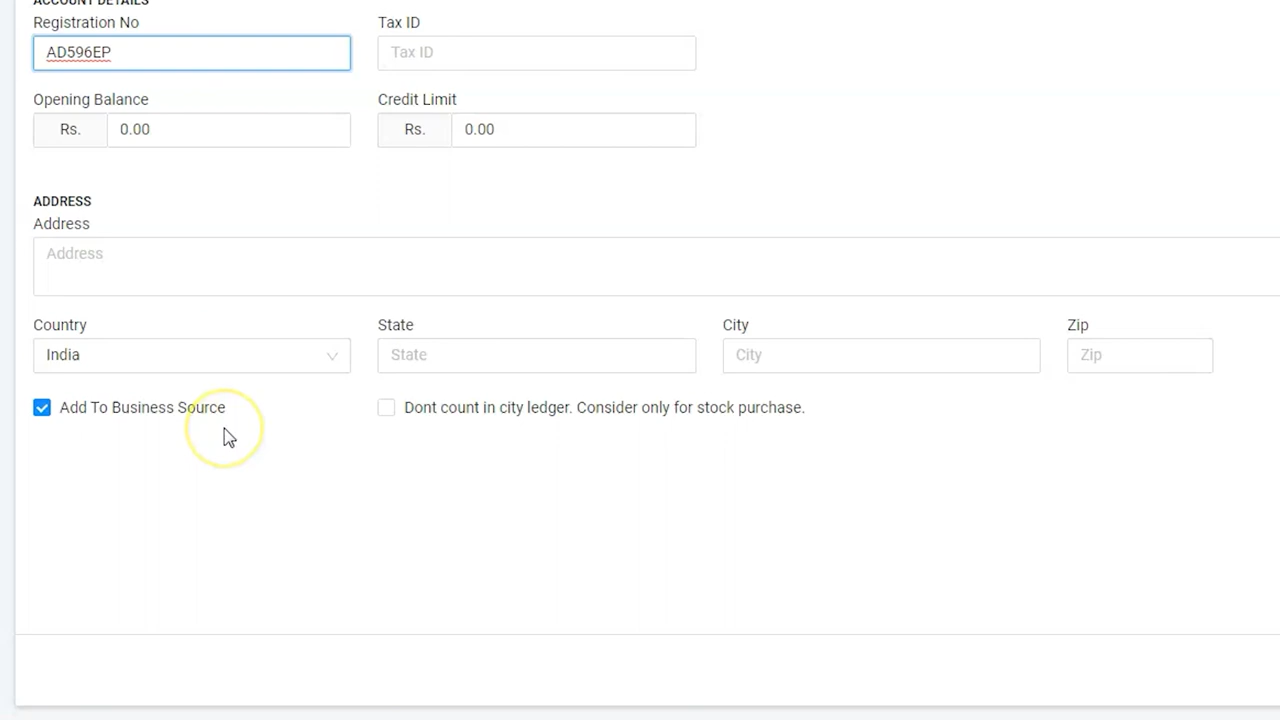 ACCOUNT DETAILS
Registration No Tax ID
AD596EP Tax ID
Opening Balance Credit Limit
Rs. 0.00 Rs. 0.00
ADDRESS
Address
Address
Country State City Zip
India State City Zip
Add To Business Source Dont count in city ledger. Consider only for stock purchase.